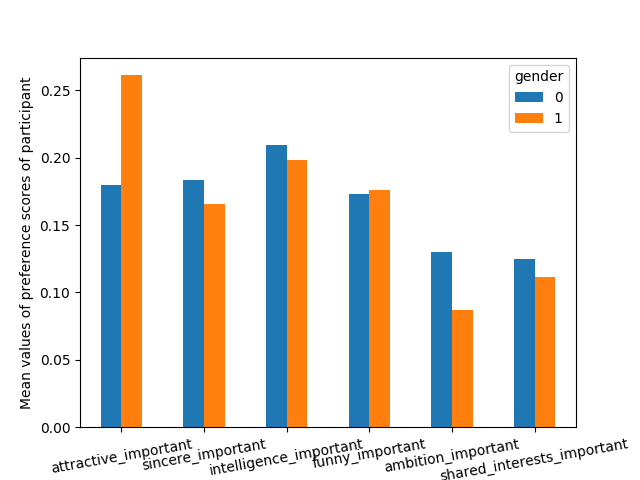 Mean values of preference scores of participant
0.25
0.20
0.15
0.10
0.05
0.00
gender
0
1
attractive_important
sincere_important
intelligence_important
funny_important
ambition_important
shared_interests_important